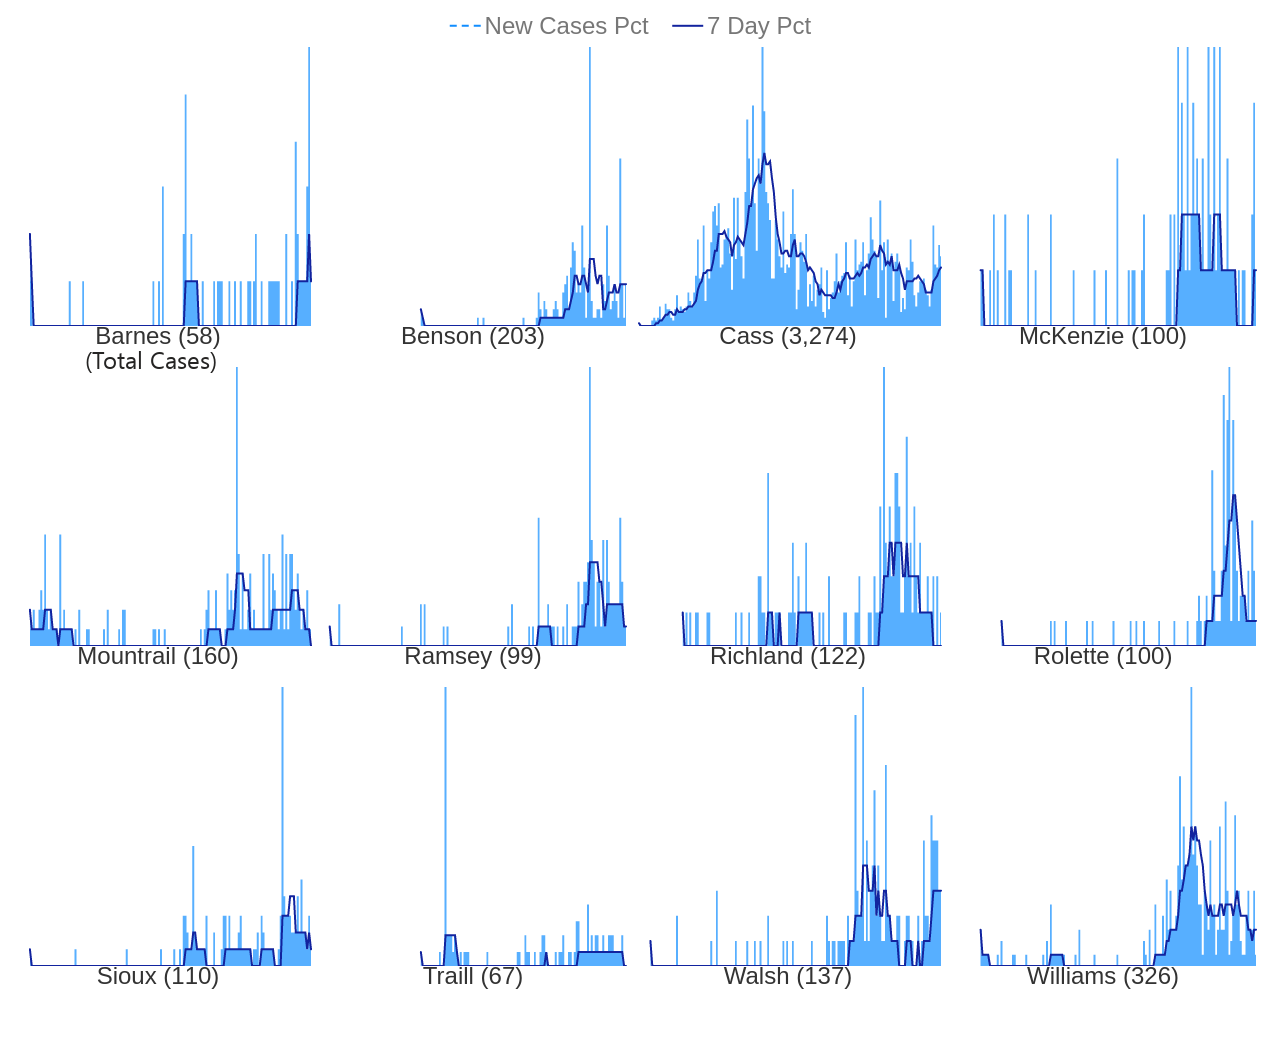 New Cases Pct 7 Day Pct
Barnes (58) Benson (203) Cass (3,274) McKenzie (100)
(Total Cases)
Mountrail (160) Ramsey (99) Richland (122) Rolette (100)
Sioux (110) Traill (67) Walsh (137) Williams (326)